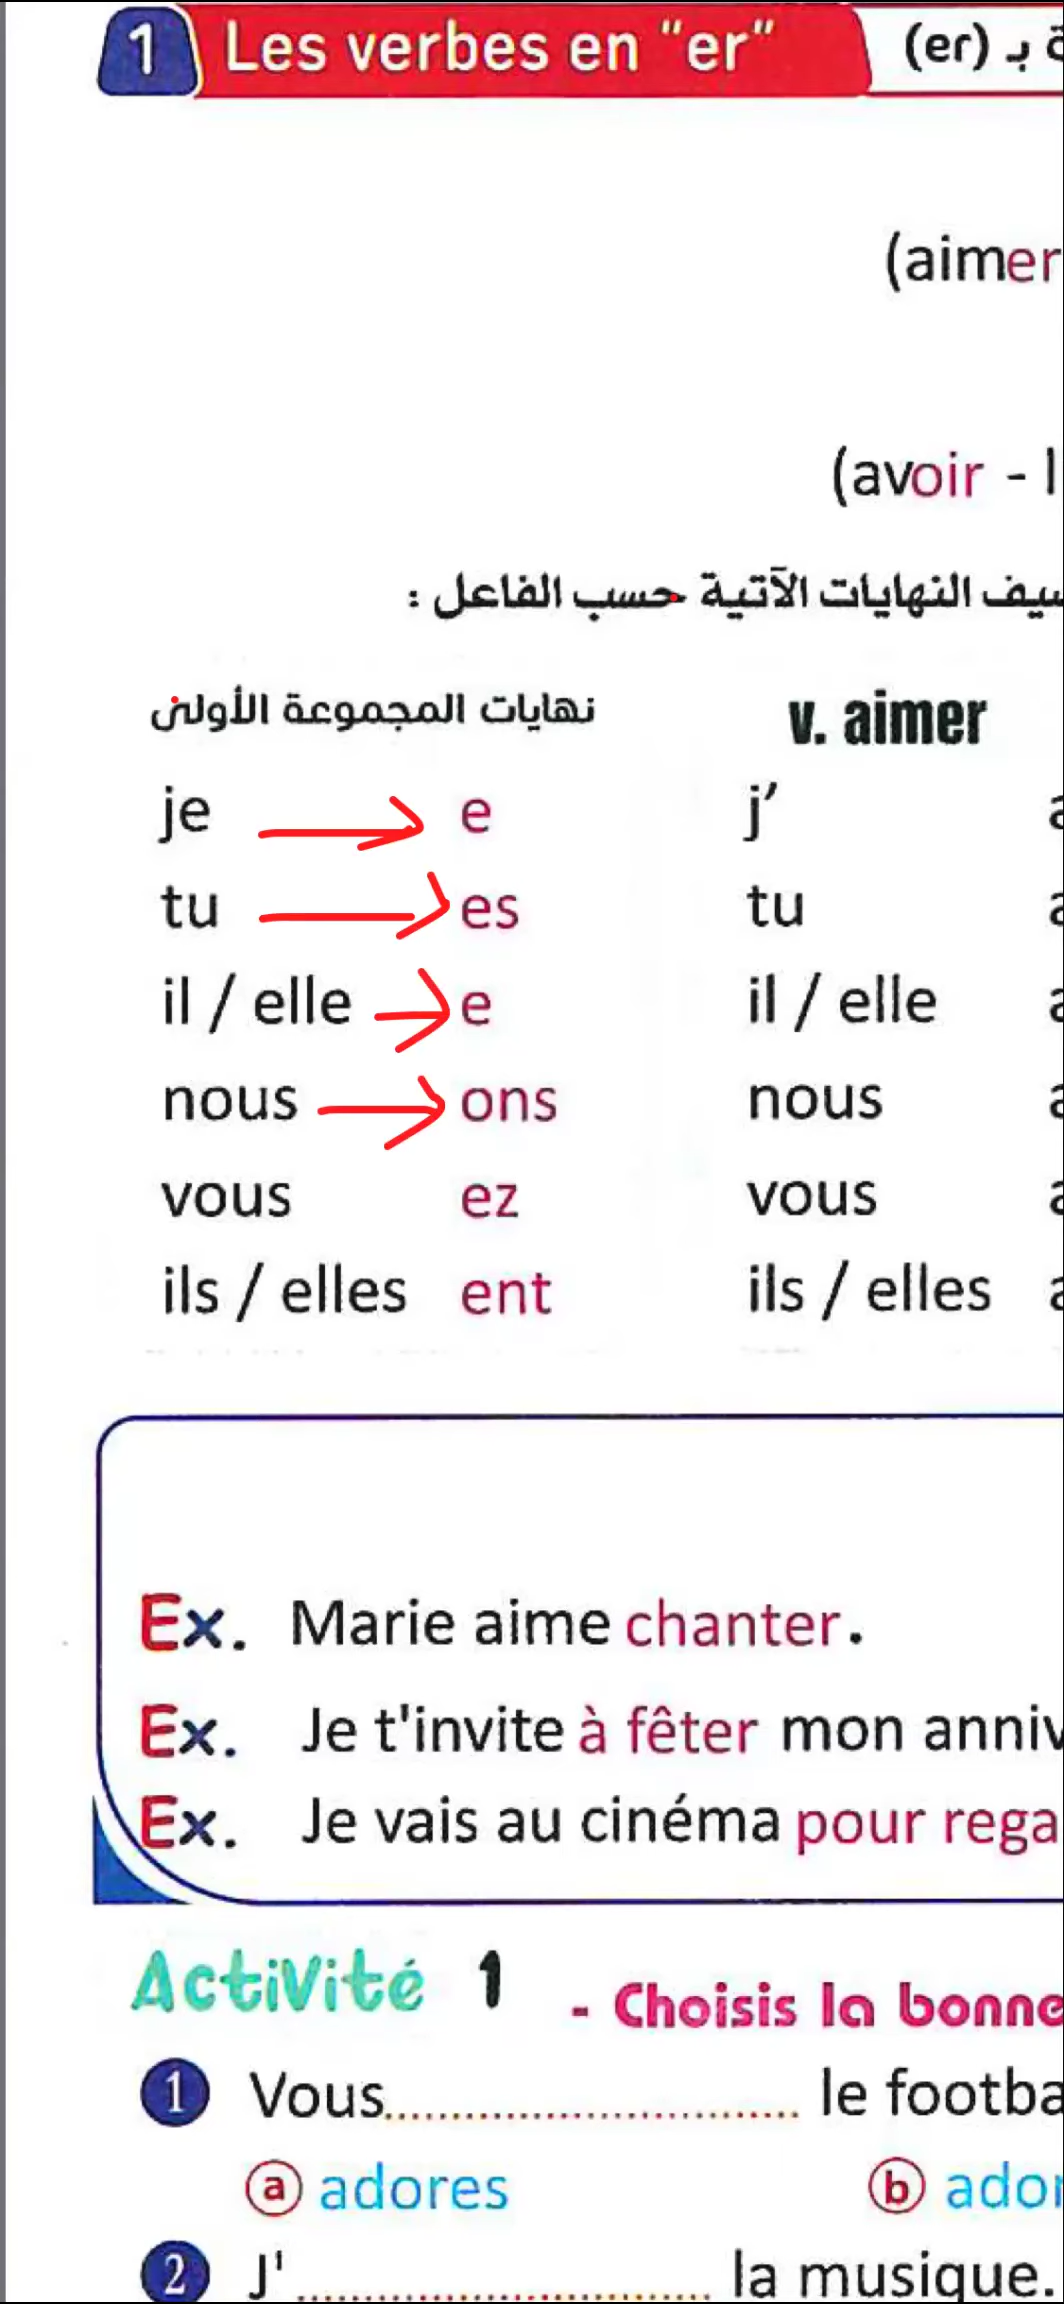 1 Les verbes en "er" (er) بـ
(aimer
(avoir -
النهايات الآتية حسب الفاعل :
نهايات المجموعة الأولى v. aimer
je e j'
tu es tu
il / elle e il / elle
nous ons nous
vous ez vous
ils / elles ent ils / elles
Ex. Marie aime chanter.
Ex. Je t'invite à fêter mon anniv
Ex. Je vais au cinéma pour rega
Activité 1 - Choisis la bonne
1 Vous.............................. le footba
a adores b ador
2 J' .............................. la musique.